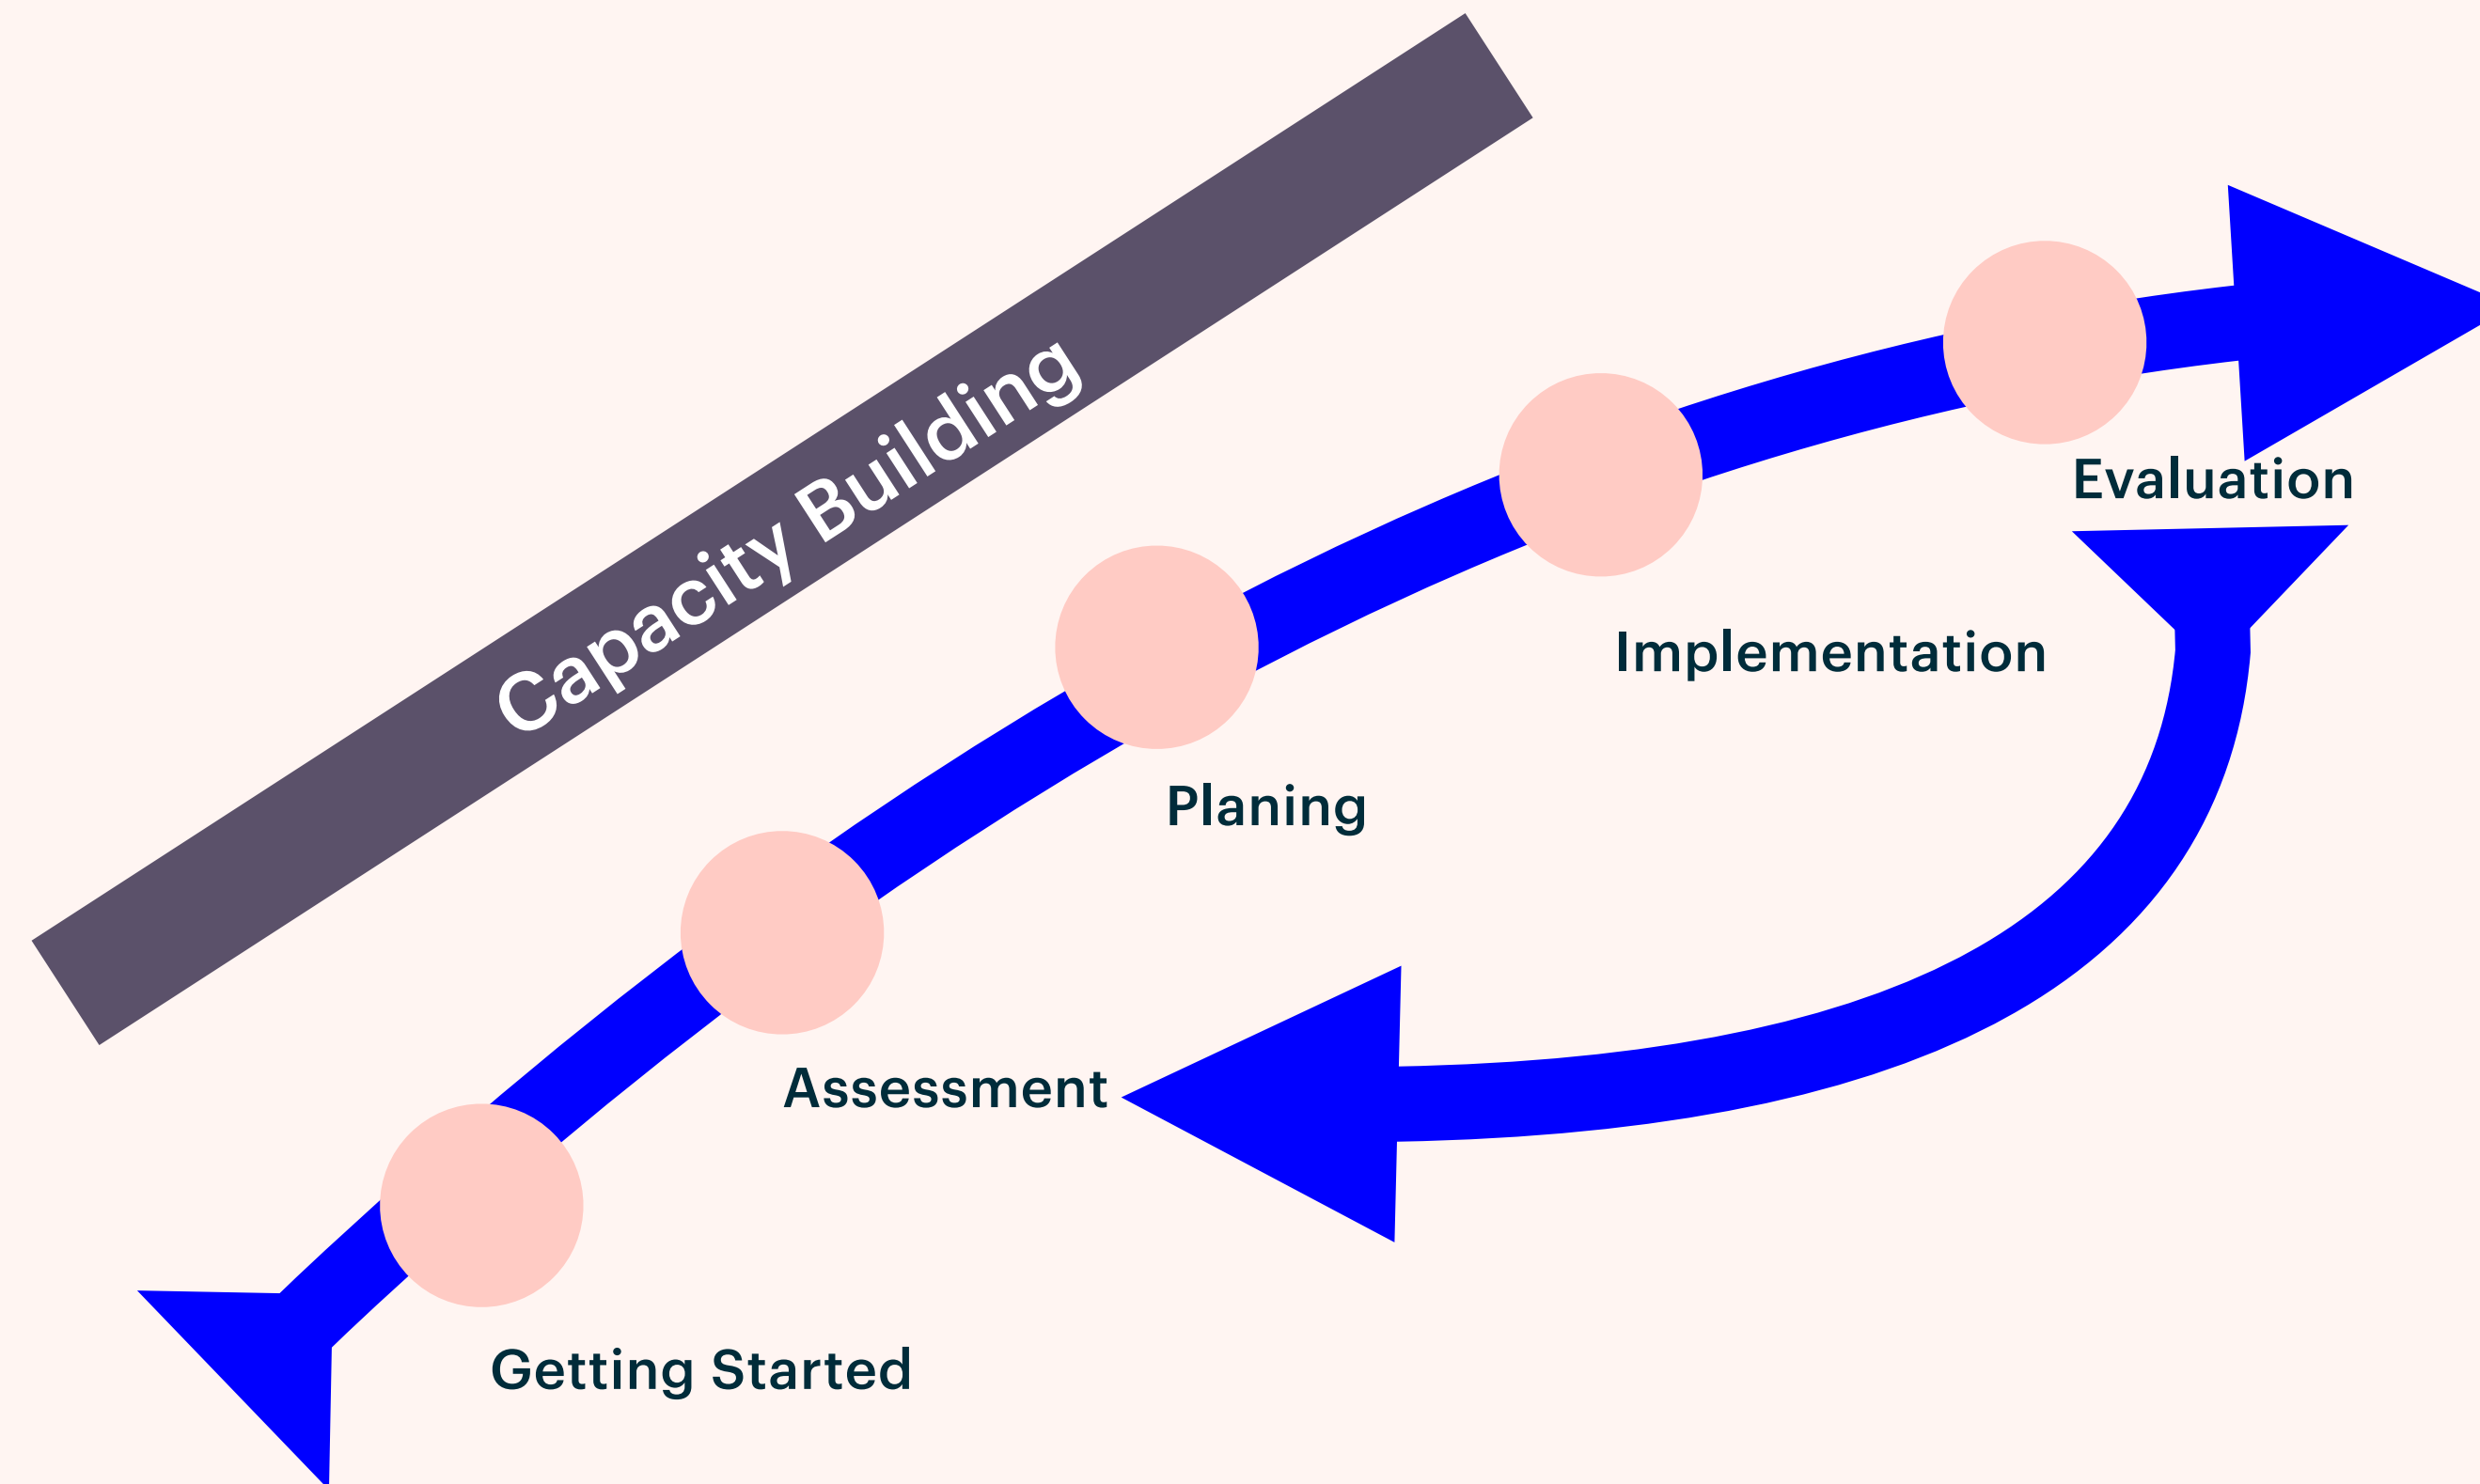 Capacity Building
Evaluation
Implementation
Planing
Assessment
Getting Started